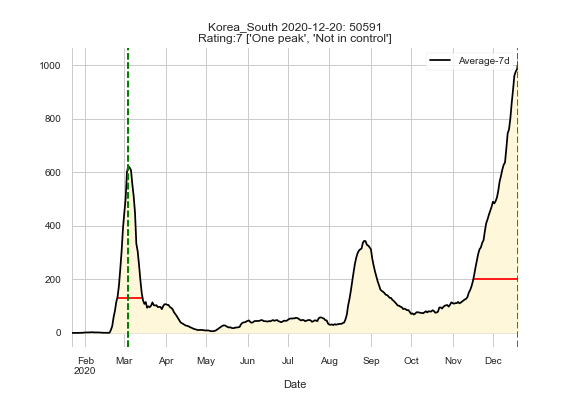 Korea_South 2020-12-20: 50591
Rating:7 ['One peak', 'Not in control']
Average-7d
1000
800
600
400
200
0
Feb Mar Apr May Jun Jul Aug Sep Oct Nov Dec
2020
Date